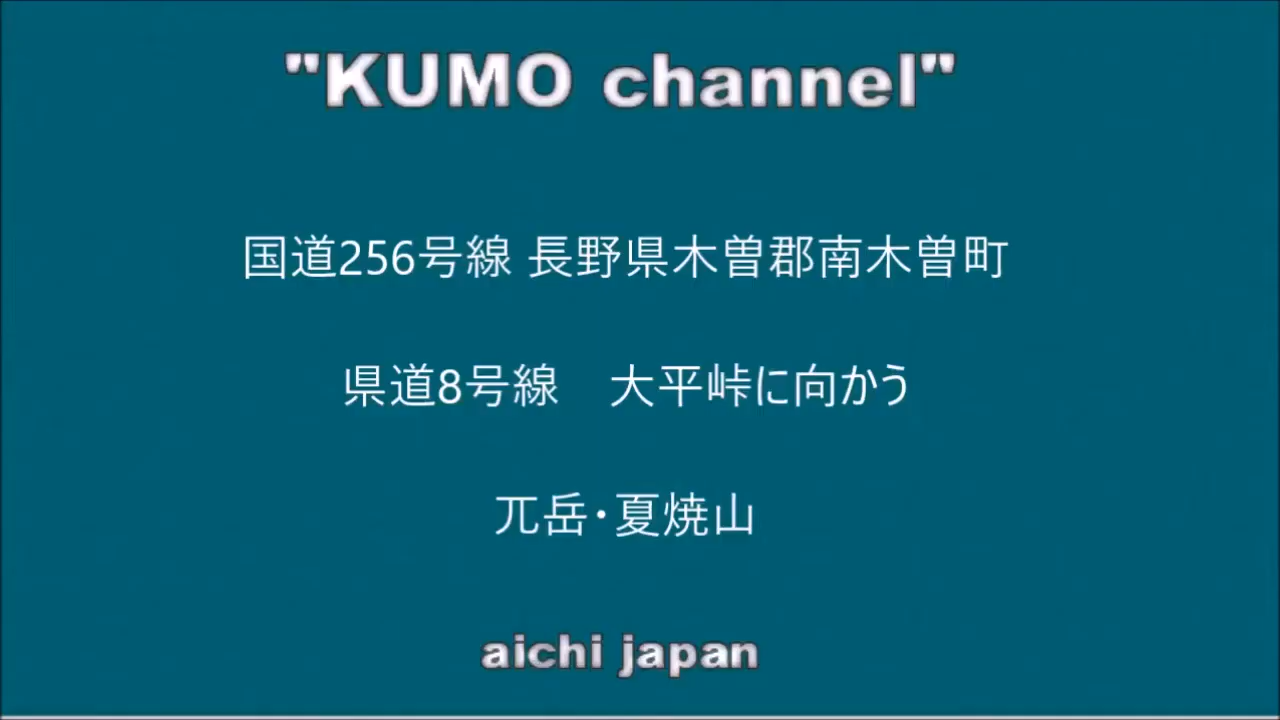 "KUMO channel"
国道256号線 長野県木曽郡南木曽町
県道8号線　大平峠に向かう
兀岳・夏焼山
aichi japan